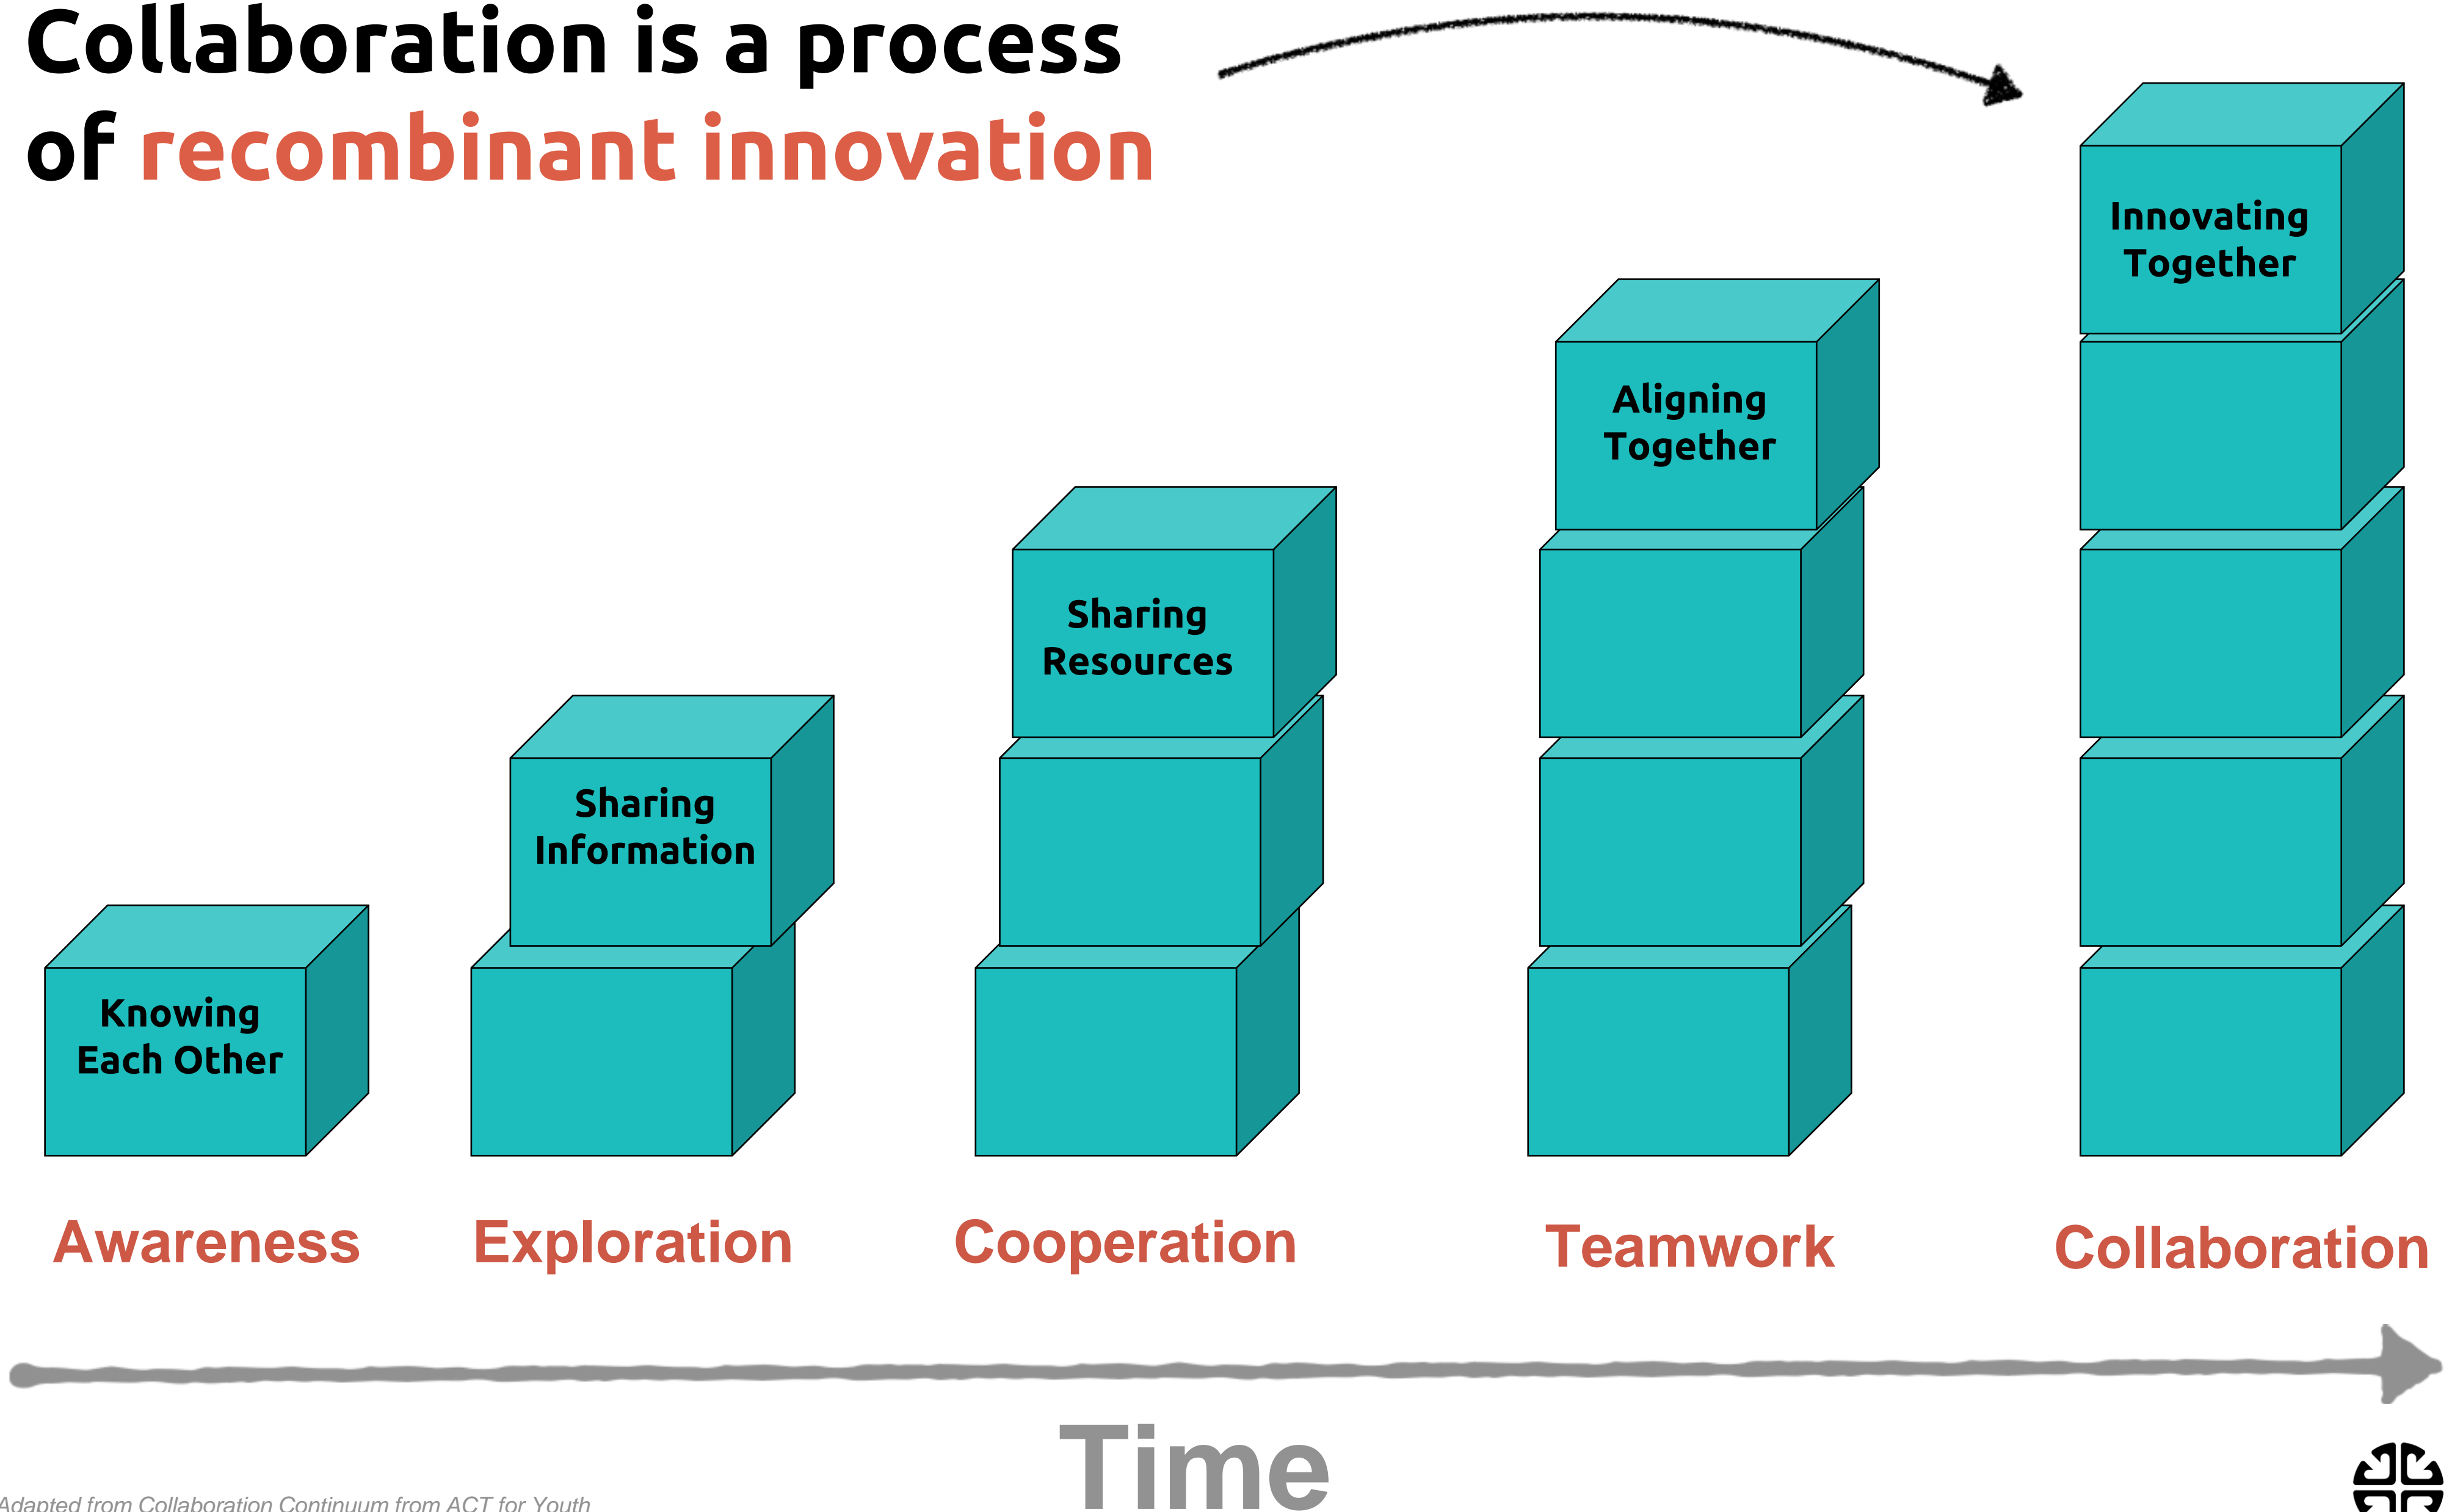 Collaboration is a process
of recombinant innovation
Innovating
Together
Aligning
Together
Sharing
Resources
Sharing
Information
Knowing
Each Other
Awareness
Exploration
Cooperation
Teamwork
Collaboration
Time
Adapted from Collaboration Continuum from ACT for Youth